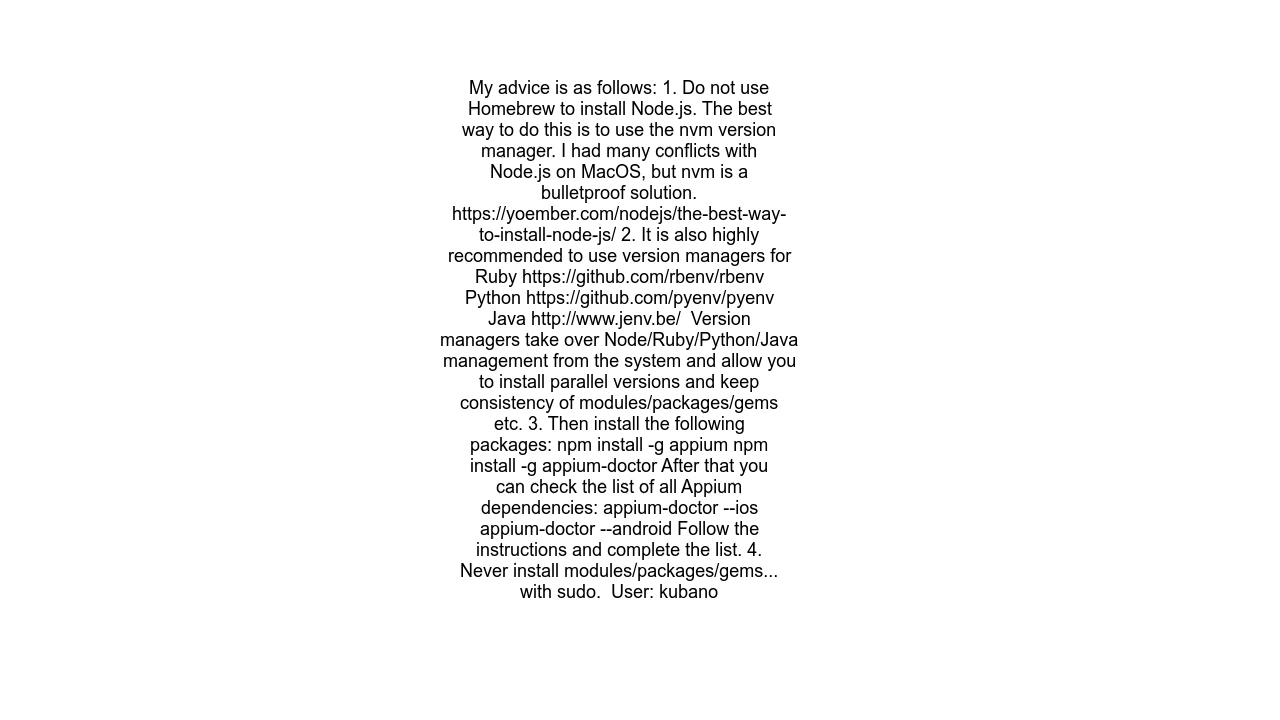 My advice is as follows: 1. Do not use
Homebrew to install Node.js. The best
way to do this is to use the nvm version
manager. I had many conflicts with
Node.js on MacOS, but nvm is a
bulletproof solution.
https://yoember.com/nodejs/the-best-way-
to-install-node-js/ 2. It is also highly
recommended to use version managers for
Ruby https://github.com/rbenv/rbenv
Python https://github.com/pyenv/pyenv
Java http://www.jenv.be/  Version
managers take over Node/Ruby/Python/Java
management from the system and allow you
to install parallel versions and keep
consistency of modules/packages/gems
etc. 3. Then install the following
packages: npm install -g appium npm
install -g appium-doctor After that you
can check the list of all Appium
dependencies: appium-doctor --ios
appium-doctor --android Follow the
instructions and complete the list. 4.
Never install modules/packages/gems...
with sudo.  User: kubano